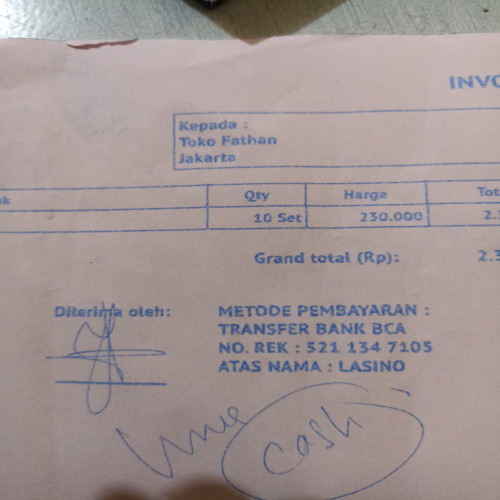 INVO
Kepada :
Toko Fathan
Jakarta
uk Qty Harga Tot
10 Set 230.000 2.3
Grand total (Rp): 2.3
Diterima oleh:
METODE PEMBAYARAN :
TRANSFER BANK BCA
NO. REK : 521 134 7105
ATAS NAMA : LASINO
Cash